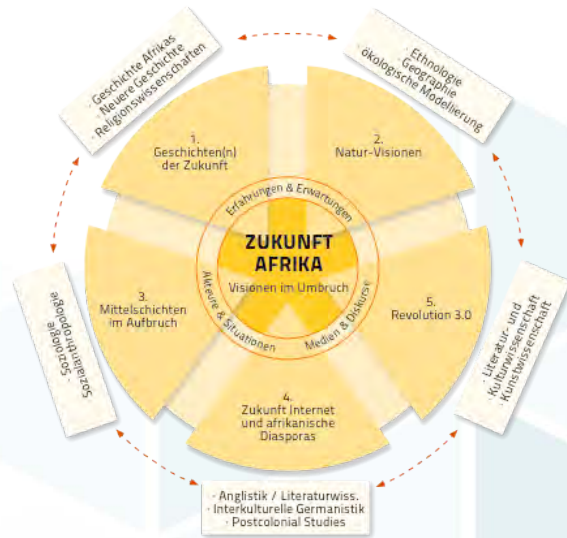 · Geschichte Afrikas
· Neuere Geschichte
· Religionswissenschaften
· Ethnologie
· Geographie
· ökologische Modellierung
1.
Geschichten(n)
der Zukunft
2.
Natur-Visionen
Erfahrungen & Erwartungen
ZUKUNFT
AFRIKA
Visionen im Umbruch
Akteure & Situationen
Medien & Diskurse
3.
Mittelschichten
im Aufbruch
5.
Revolution 3.0
4.
Zukunft Internet
und afrikanische
Diasporas
· Soziologie
Sozialanthropologie
· Literatur- und
Kulturwissenschaft
· Kunstwissenschaft
· Anglistik / Literaturwiss.
· Interkulturelle Germanistik
· Postcolonial Studies